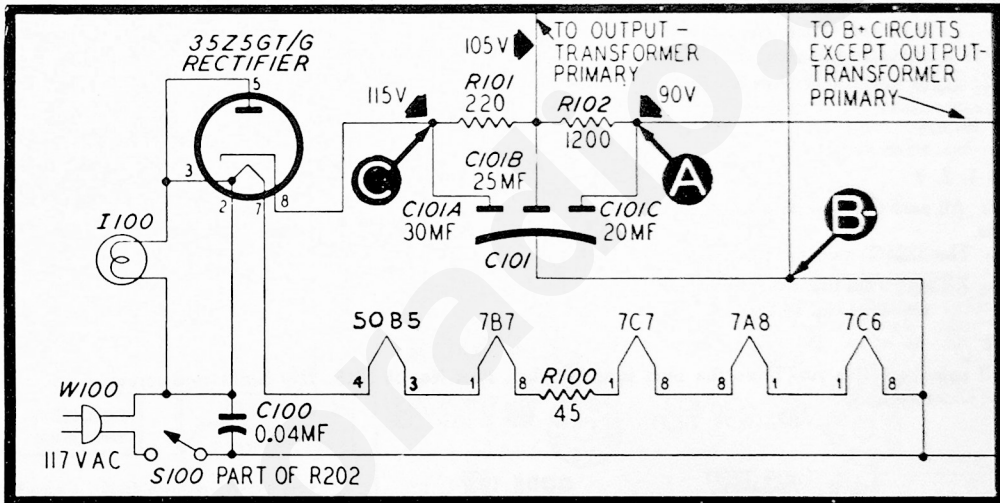 35Z5GT/G
RECTIFIER
5
3
2
7
8
115V
105V
TO OUTPUT -
TRANSFORMER
PRIMARY
R101
220
R102
1200
90V
TO B+ CIRCUITS
EXCEPT OUTPUT-
TRANSFORMER
PRIMARY
C
A
B-
C101B
25MF
C101A
30MF
C101C
20MF
C101
I100
50B5
7B7
7C7
7A8
7C6
4
3
1
8
R100
45
1
8
8
1
1
8
W100
117VAC
C100
0.04MF
S100 PART OF R202